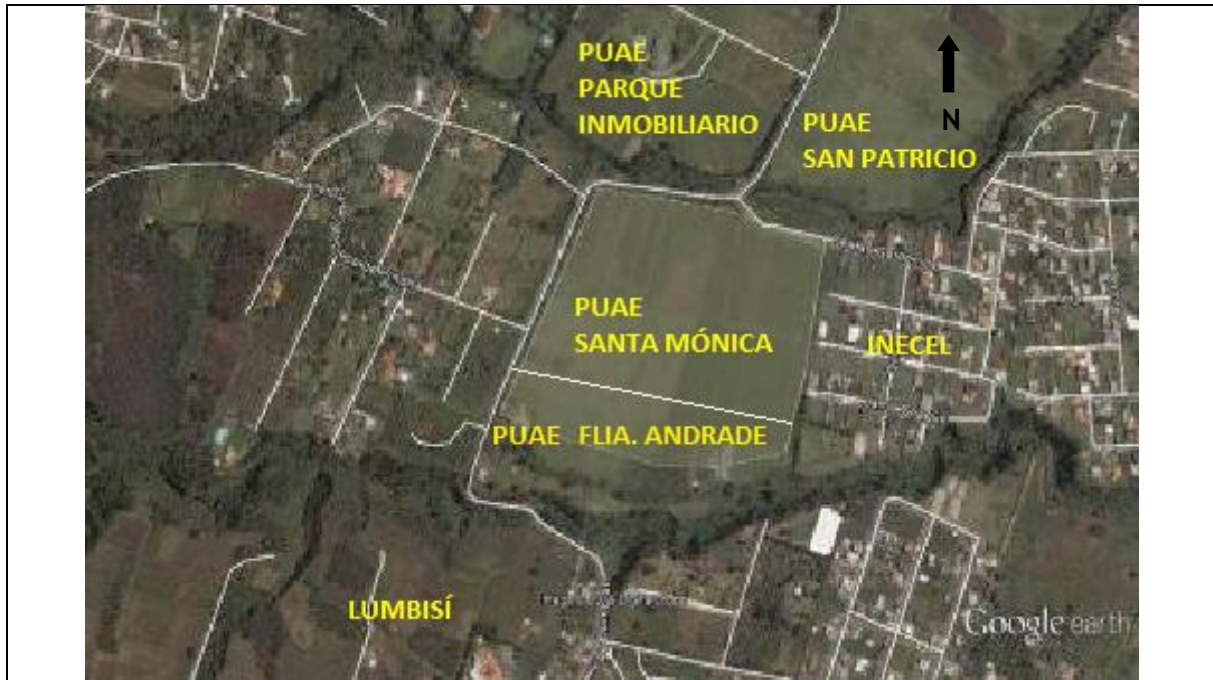 PUAE
PARQUE
INMOBILIARIO
N
PUAE
SAN PATRICIO
PUAE
SANTA MÓNICA
INECEL
PUAE FLIA. ANDRADE
LUMBISÍ
Google earth